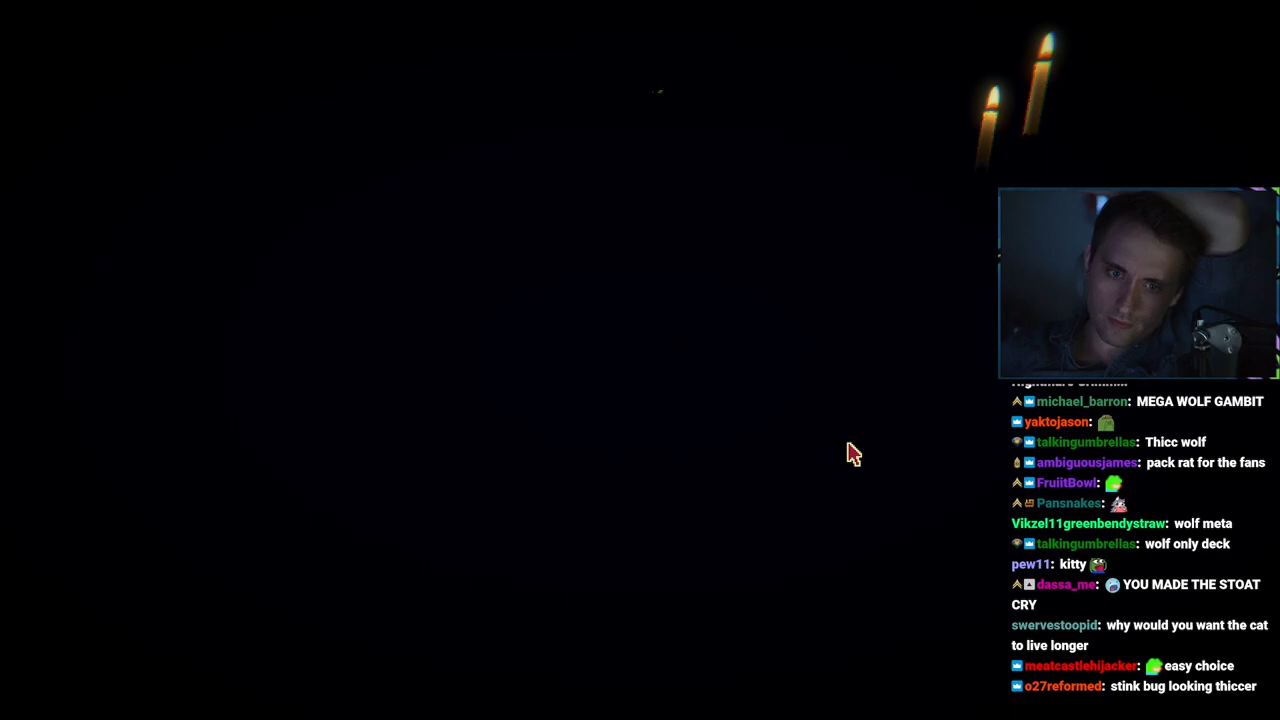 michael_barron: MEGA WOLF GAMBIT
yaktojason:
talkingumbrellas: Thicc wolf
ambiguousjames: pack rat for the fans
FruiitBowl:
Pansnakes:
Vikzel11greenbendystraw: wolf meta
talkingumbrellas: wolf only deck
pew11: kitty
dassa_me: YOU MADE THE STOAT
CRY
swervestoopid: why would you want the cat
to live longer
meatcastlehijacker: easy choice
o27reformed: stink bug looking thiccer